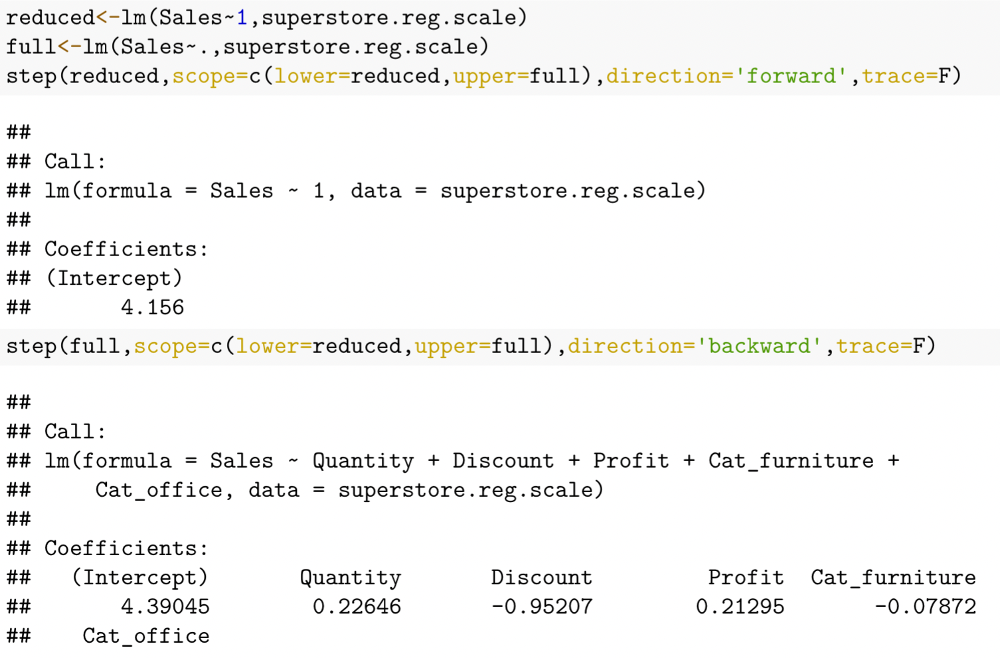 reduced<-lm(Sales~1,superstore.reg.scale)
full<-lm(Sales~.,superstore.reg.scale)
step(reduced,scope=c(lower=reduced,upper=full),direction='forward',trace=F)
##
## Call:
## lm(formula = Sales ~ 1, data = superstore.reg.scale)
##
## Coefficients:
## (Intercept)
##       4.156
step(full,scope=c(lower=reduced,upper=full),direction='backward',trace=F)
##
## Call:
## lm(formula = Sales ~ Quantity + Discount + Profit + Cat_furniture +
##     Cat_office, data = superstore.reg.scale)
##
## Coefficients:
##   (Intercept)       Quantity       Discount         Profit  Cat_furniture
##       4.39045        0.22646       -0.95207        0.21295       -0.07872
##    Cat_office